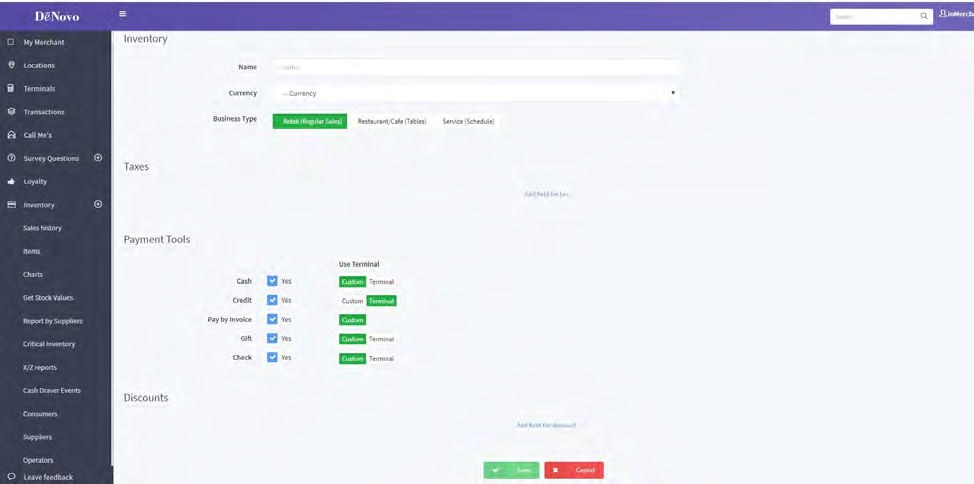 DēNovo
Search
inMerch
My Merchant
Locations
Terminals
Transactions
Call Me's
Survey Questions
Loyalty
Inventory
Sales history
Items
Charts
Get Stock Values
Report by Suppliers
Critical Inventory
X/Z reports
Cash Draver Events
Consumers
Suppliers
Operators
Leave feedback
Inventory
Name
name
Currency
-- Currency
Business Type
Retail (Regular Sales)
Restaurant/Cafe (Tables)
Service (Schedule)
Taxes
Add field for tax
Payment Tools
Use Terminal
Cash Yes Custom Terminal
Credit Yes Custom Terminal
Pay by Invoice Yes Custom
Gift Yes Custom Terminal
Check Yes Custom Terminal
Discounts
Add field for discount
Save
Cancel